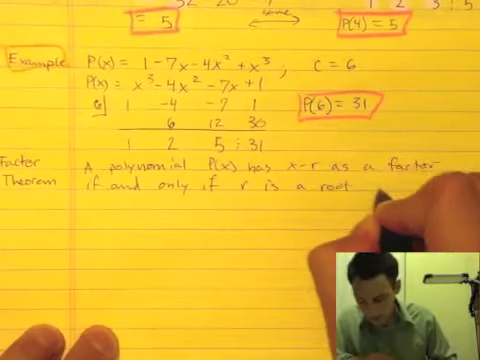 = 5 same P(4) = 5
Example P(x) = 1-7x-4x²+x³ ; c = 6
P(x) = x³-4x²-7x+1
6 1 -4 -7 1 P(6) = 31
6 12 30
1 2 5 31
Factor Theorem A polynomial P(x) has x-r as a factor
if and only if r is a root